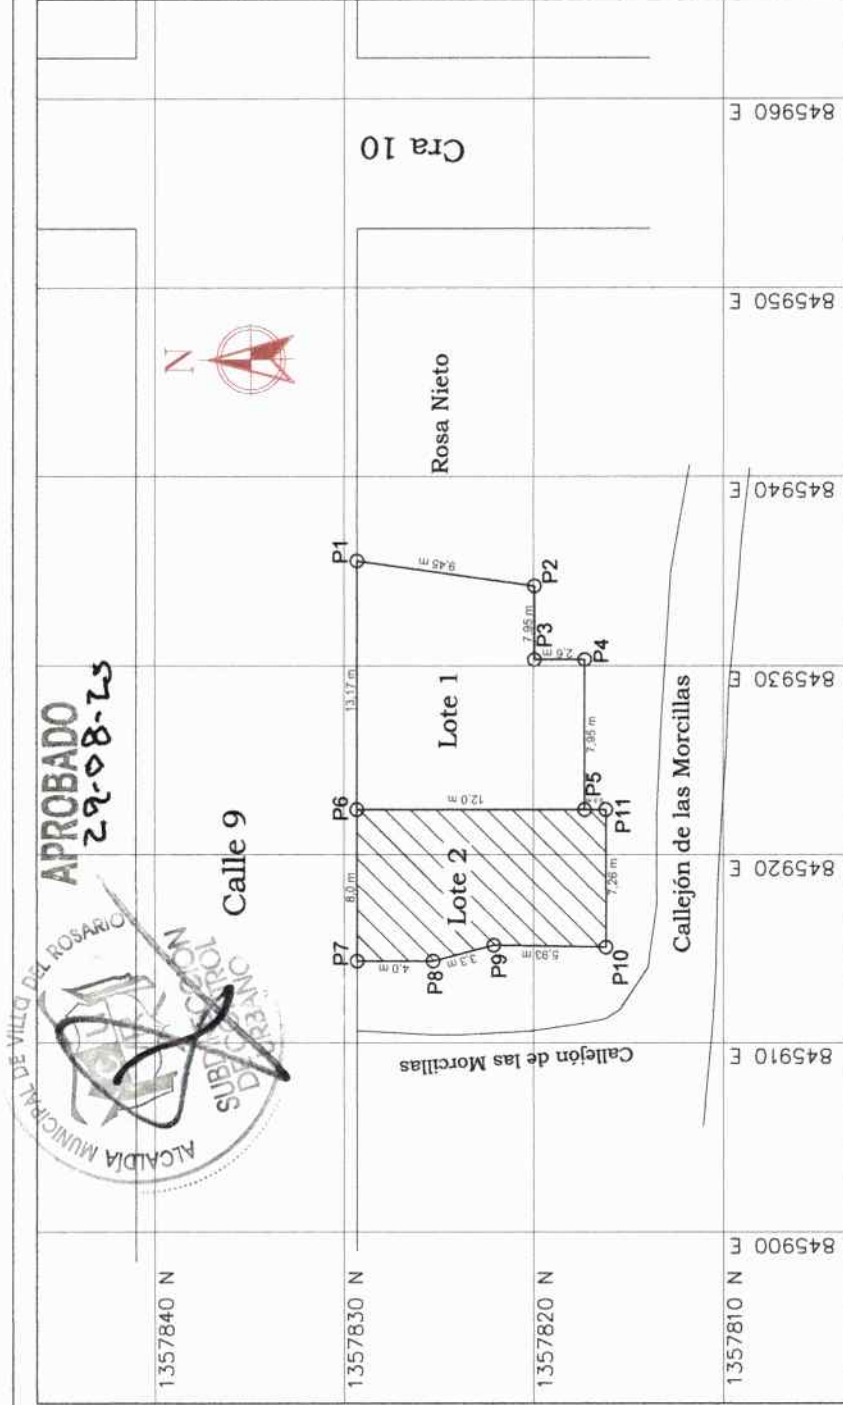 APROBADO
29-08-23
ALCALDÍA MUNICIPAL DE VILLA DEL ROSARIO
SUBDIRECCIÓN
DE CONTROL
URBANO
N
Calle 9
Cra 10
Rosa Nieto
P7
8,0 m
P6
13,17 m
P1
4,0 m
P8
3,3 m
P9
5,93 m
P10
7,26 m
P11
Lote 2
12,0 m
Lote 1
9,45 m
P2
7,95 m
P3
2,6 m
P4
7,95 m
P5
Callejón de las Morcillas
Callejón de las Morcillas
1357840 N
1357830 N
1357820 N
1357810 N
845900 E
845910 E
845920 E
845930 E
845940 E
845950 E
845960 E